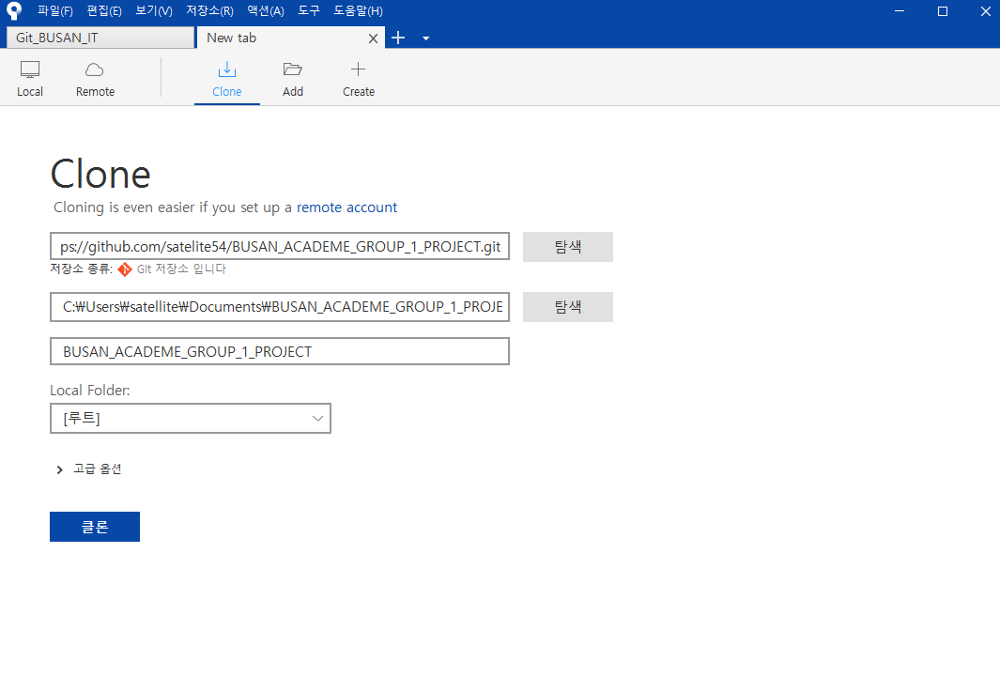 파일(F) 편집(E) 보기(V) 저장소(R) 액션(A) 도구 도움말(H)
Git_BUSAN_IT New tab
Local Remote Clone Add Create
Clone
Cloning is even easier if you set up a remote account
ps://github.com/satelite54/BUSAN_ACADEME_GROUP_1_PROJECT.git 탐색
저장소 종류: Git 저장소 입니다
C:₩Users₩satellite₩Documents₩BUSAN_ACADEME_GROUP_1_PROJE 탐색
BUSAN_ACADEME_GROUP_1_PROJECT
Local Folder:
[루트]
고급 옵션
클론